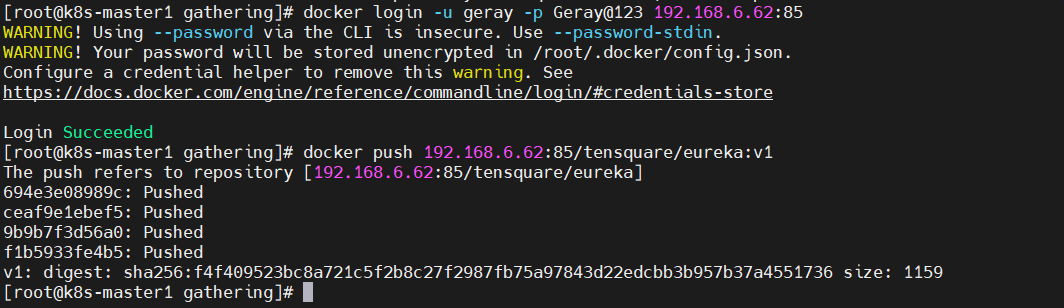 [root@k8s-master1 gathering]# docker login -u geray -p Geray@123 192.168.6.62:85
WARNING! Using --password via the CLI is insecure. Use --password-stdin.
WARNING! Your password will be stored unencrypted in /root/.docker/config.json.
Configure a credential helper to remove this warning. See
https://docs.docker.com/engine/reference/commandline/login/#credentials-store
Login Succeeded
[root@k8s-master1 gathering]# docker push 192.168.6.62:85/tensquare/eureka:v1
The push refers to repository [192.168.6.62:85/tensquare/eureka]
694e3e08989c: Pushed
ceaf9e1ebef5: Pushed
9b9b7f3d56a0: Pushed
f1b5933fe4b5: Pushed
v1: digest: sha256:f4f409523bc8a721c5f2b8c27f2987fb75a97843d22edcbb3b957b37a4551736 size: 1159
[root@k8s-master1 gathering]#